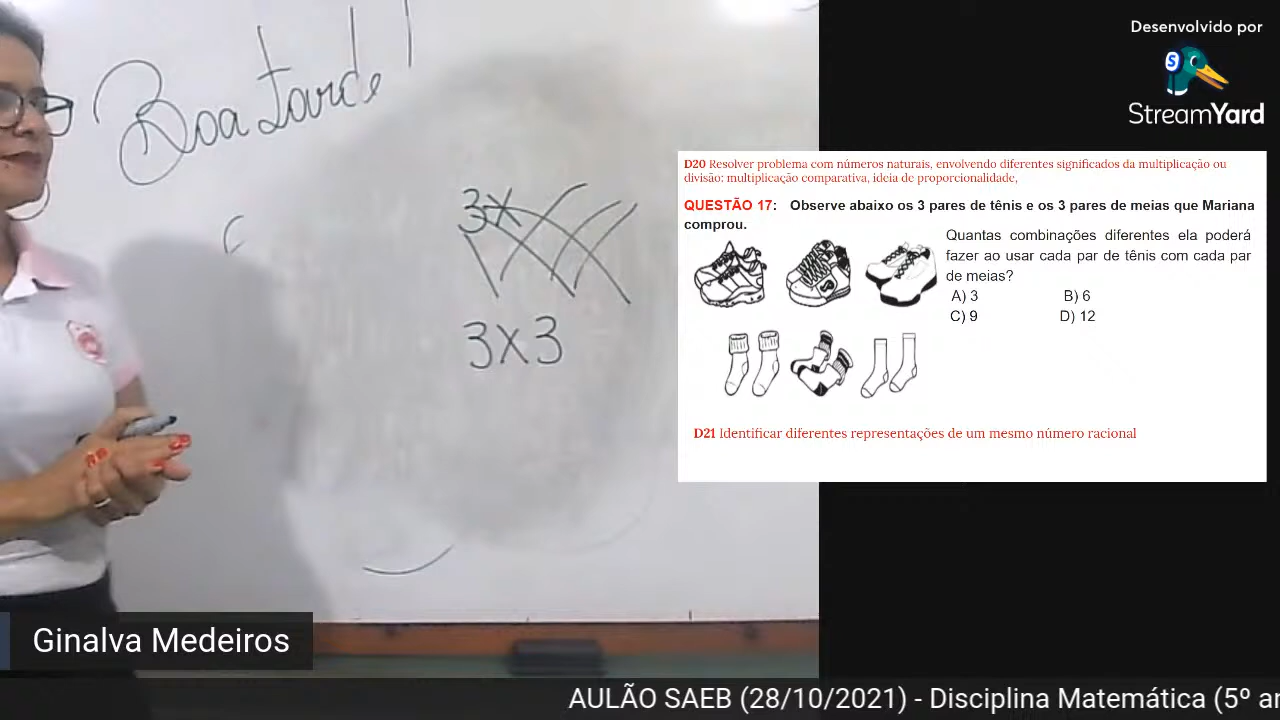 Boa tarde!
3x
3x3
Desenvolvido por
StreamYard
D20 Resolver problema com números naturais, envolvendo diferentes significados da multiplicação ou
divisão: multiplicação comparativa, ideia de proporcionalidade,
QUESTÃO 17: Observe abaixo os 3 pares de tênis e os 3 pares de meias que Mariana
comprou.
Quantas combinações diferentes ela poderá
fazer ao usar cada par de tênis com cada par
de meias?
A) 3 B) 6
C) 9 D) 12
D21 Identificar diferentes representações de um mesmo número racional
Ginalva Medeiros
AULÃO SAEB (28/10/2021) - Disciplina Matemática (5º an